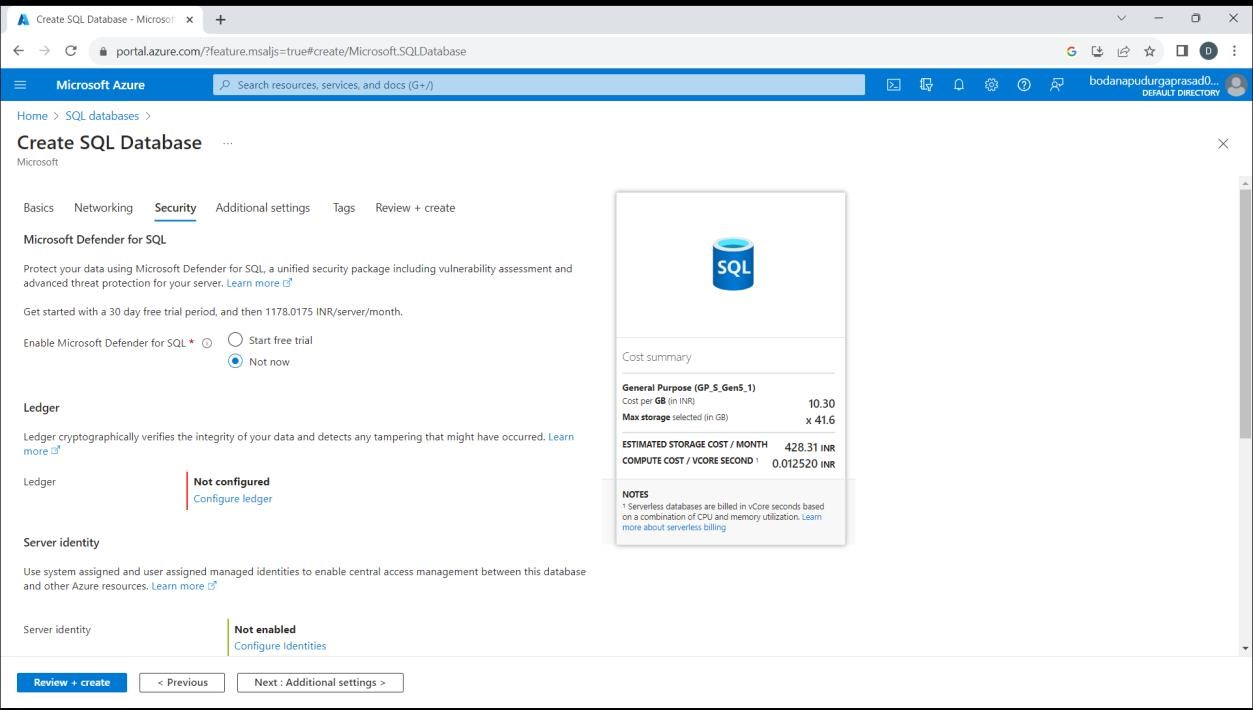 Create SQL Database - Microsof
portal.azure.com/?feature.msaljs=true#create/Microsoft.SQLDatabase
G
D
Microsoft Azure
Search resources, services, and docs (G+/)
bodanapudurgaprasad0...
DEFAULT DIRECTORY
Home > SQL databases >
Create SQL Database ...
Microsoft
Basics Networking Security Additional settings Tags Review + create
Microsoft Defender for SQL
Protect your data using Microsoft Defender for SQL, a unified security package including vulnerability assessment and
advanced threat protection for your server. Learn more
Get started with a 30 day free trial period, and then 1178.0175 INR/server/month.
Enable Microsoft Defender for SQL *
Start free trial
Not now
Ledger
Ledger cryptographically verifies the integrity of your data and detects any tampering that might have occurred. Learn
more
Ledger
Not configured
Configure ledger
Server identity
Use system assigned and user assigned managed identities to enable central access management between this database
and other Azure resources. Learn more
Server identity
Not enabled
Configure Identities
SQL
Cost summary
General Purpose (GP_S_Gen5_1)
Cost per GB (in INR) 10.30
Max storage selected (in GB) x 41.6
ESTIMATED STORAGE COST / MONTH 428.31 INR
COMPUTE COST / VCORE SECOND ¹ 0.012520 INR
NOTES
¹ Serverless databases are billed in vCore seconds based
on a combination of CPU and memory utilization. Learn
more about serverless billing
Review + create
< Previous
Next : Additional settings >